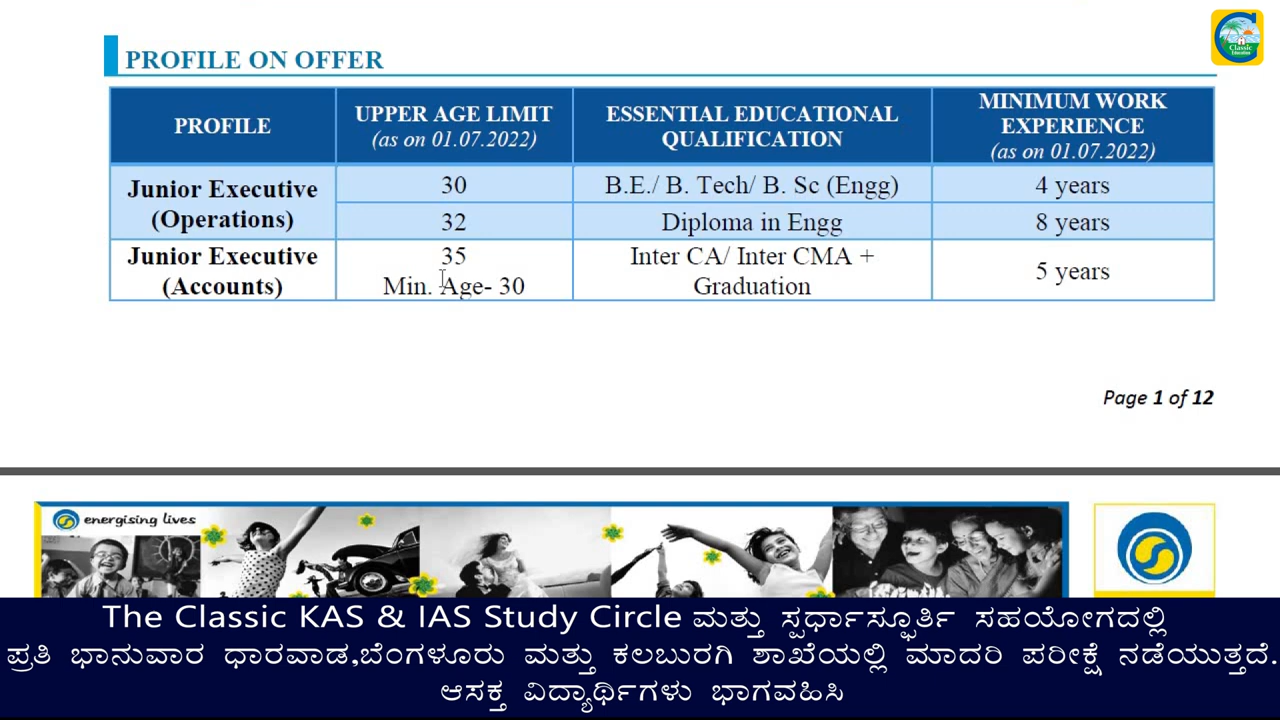 Classic
Education
PROFILE ON OFFER
PROFILE
UPPER AGE LIMIT
(as on 01.07.2022)
ESSENTIAL EDUCATIONAL
QUALIFICATION
MINIMUM WORK
EXPERIENCE
(as on 01.07.2022)
Junior Executive
(Operations)
30
B.E./ B. Tech/ B. Sc (Engg)
4 years
32
Diploma in Engg
8 years
Junior Executive
(Accounts)
35
Min. Age- 30
Inter CA/ Inter CMA +
Graduation
5 years
Page 1 of 12
energising lives
The Classic KAS & IAS Study Circle ಮತ್ತು ಸ್ಪರ್ಧಾಸ್ಫೂರ್ತಿ ಸಹಯೋಗದಲ್ಲಿ
ಪ್ರತಿ ಭಾನುವಾರ ಧಾರವಾಡ,ಬೆಂಗಳೂರು ಮತ್ತು ಕಲಬುರಗಿ ಶಾಖೆಯಲ್ಲಿ ಮಾದರಿ ಪರೀಕ್ಷೆ ನಡೆಯುತ್ತದೆ.
ಆಸಕ್ತ ವಿದ್ಯಾರ್ಥಿಗಳು ಭಾಗವಹಿಸಿ